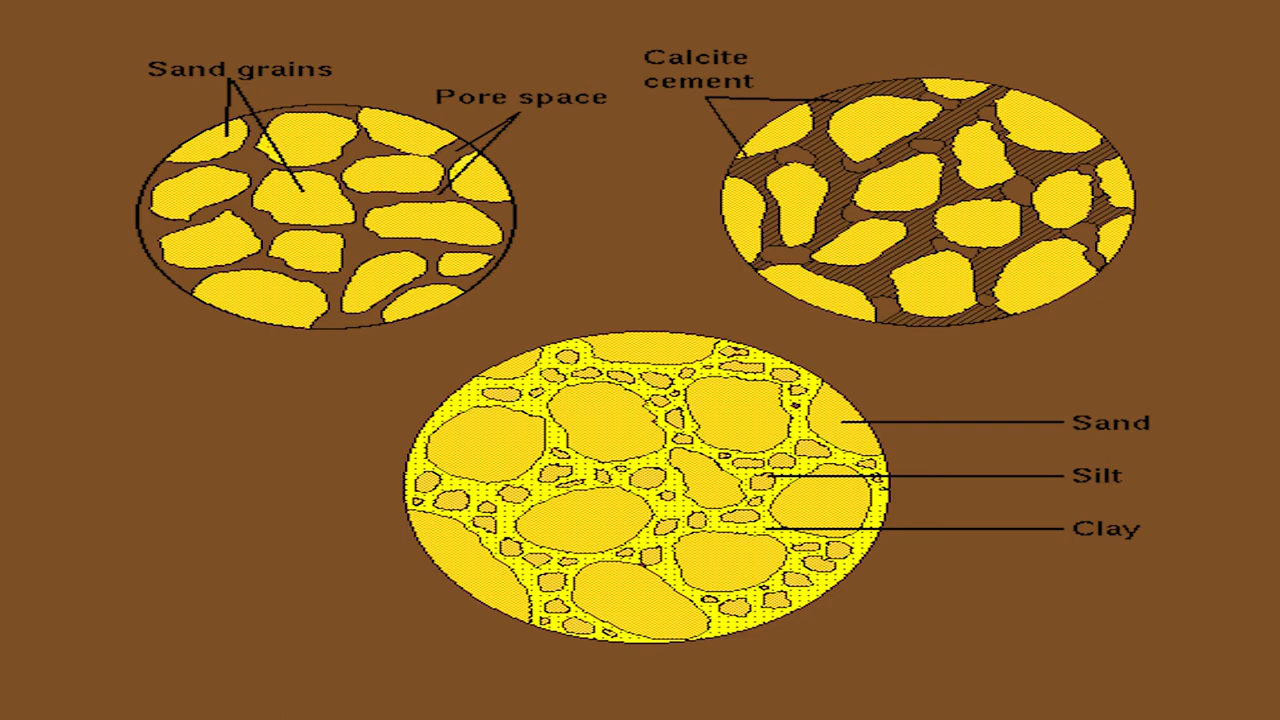 Sand grains
Pore space
Calcite
cement
Sand
Silt
Clay